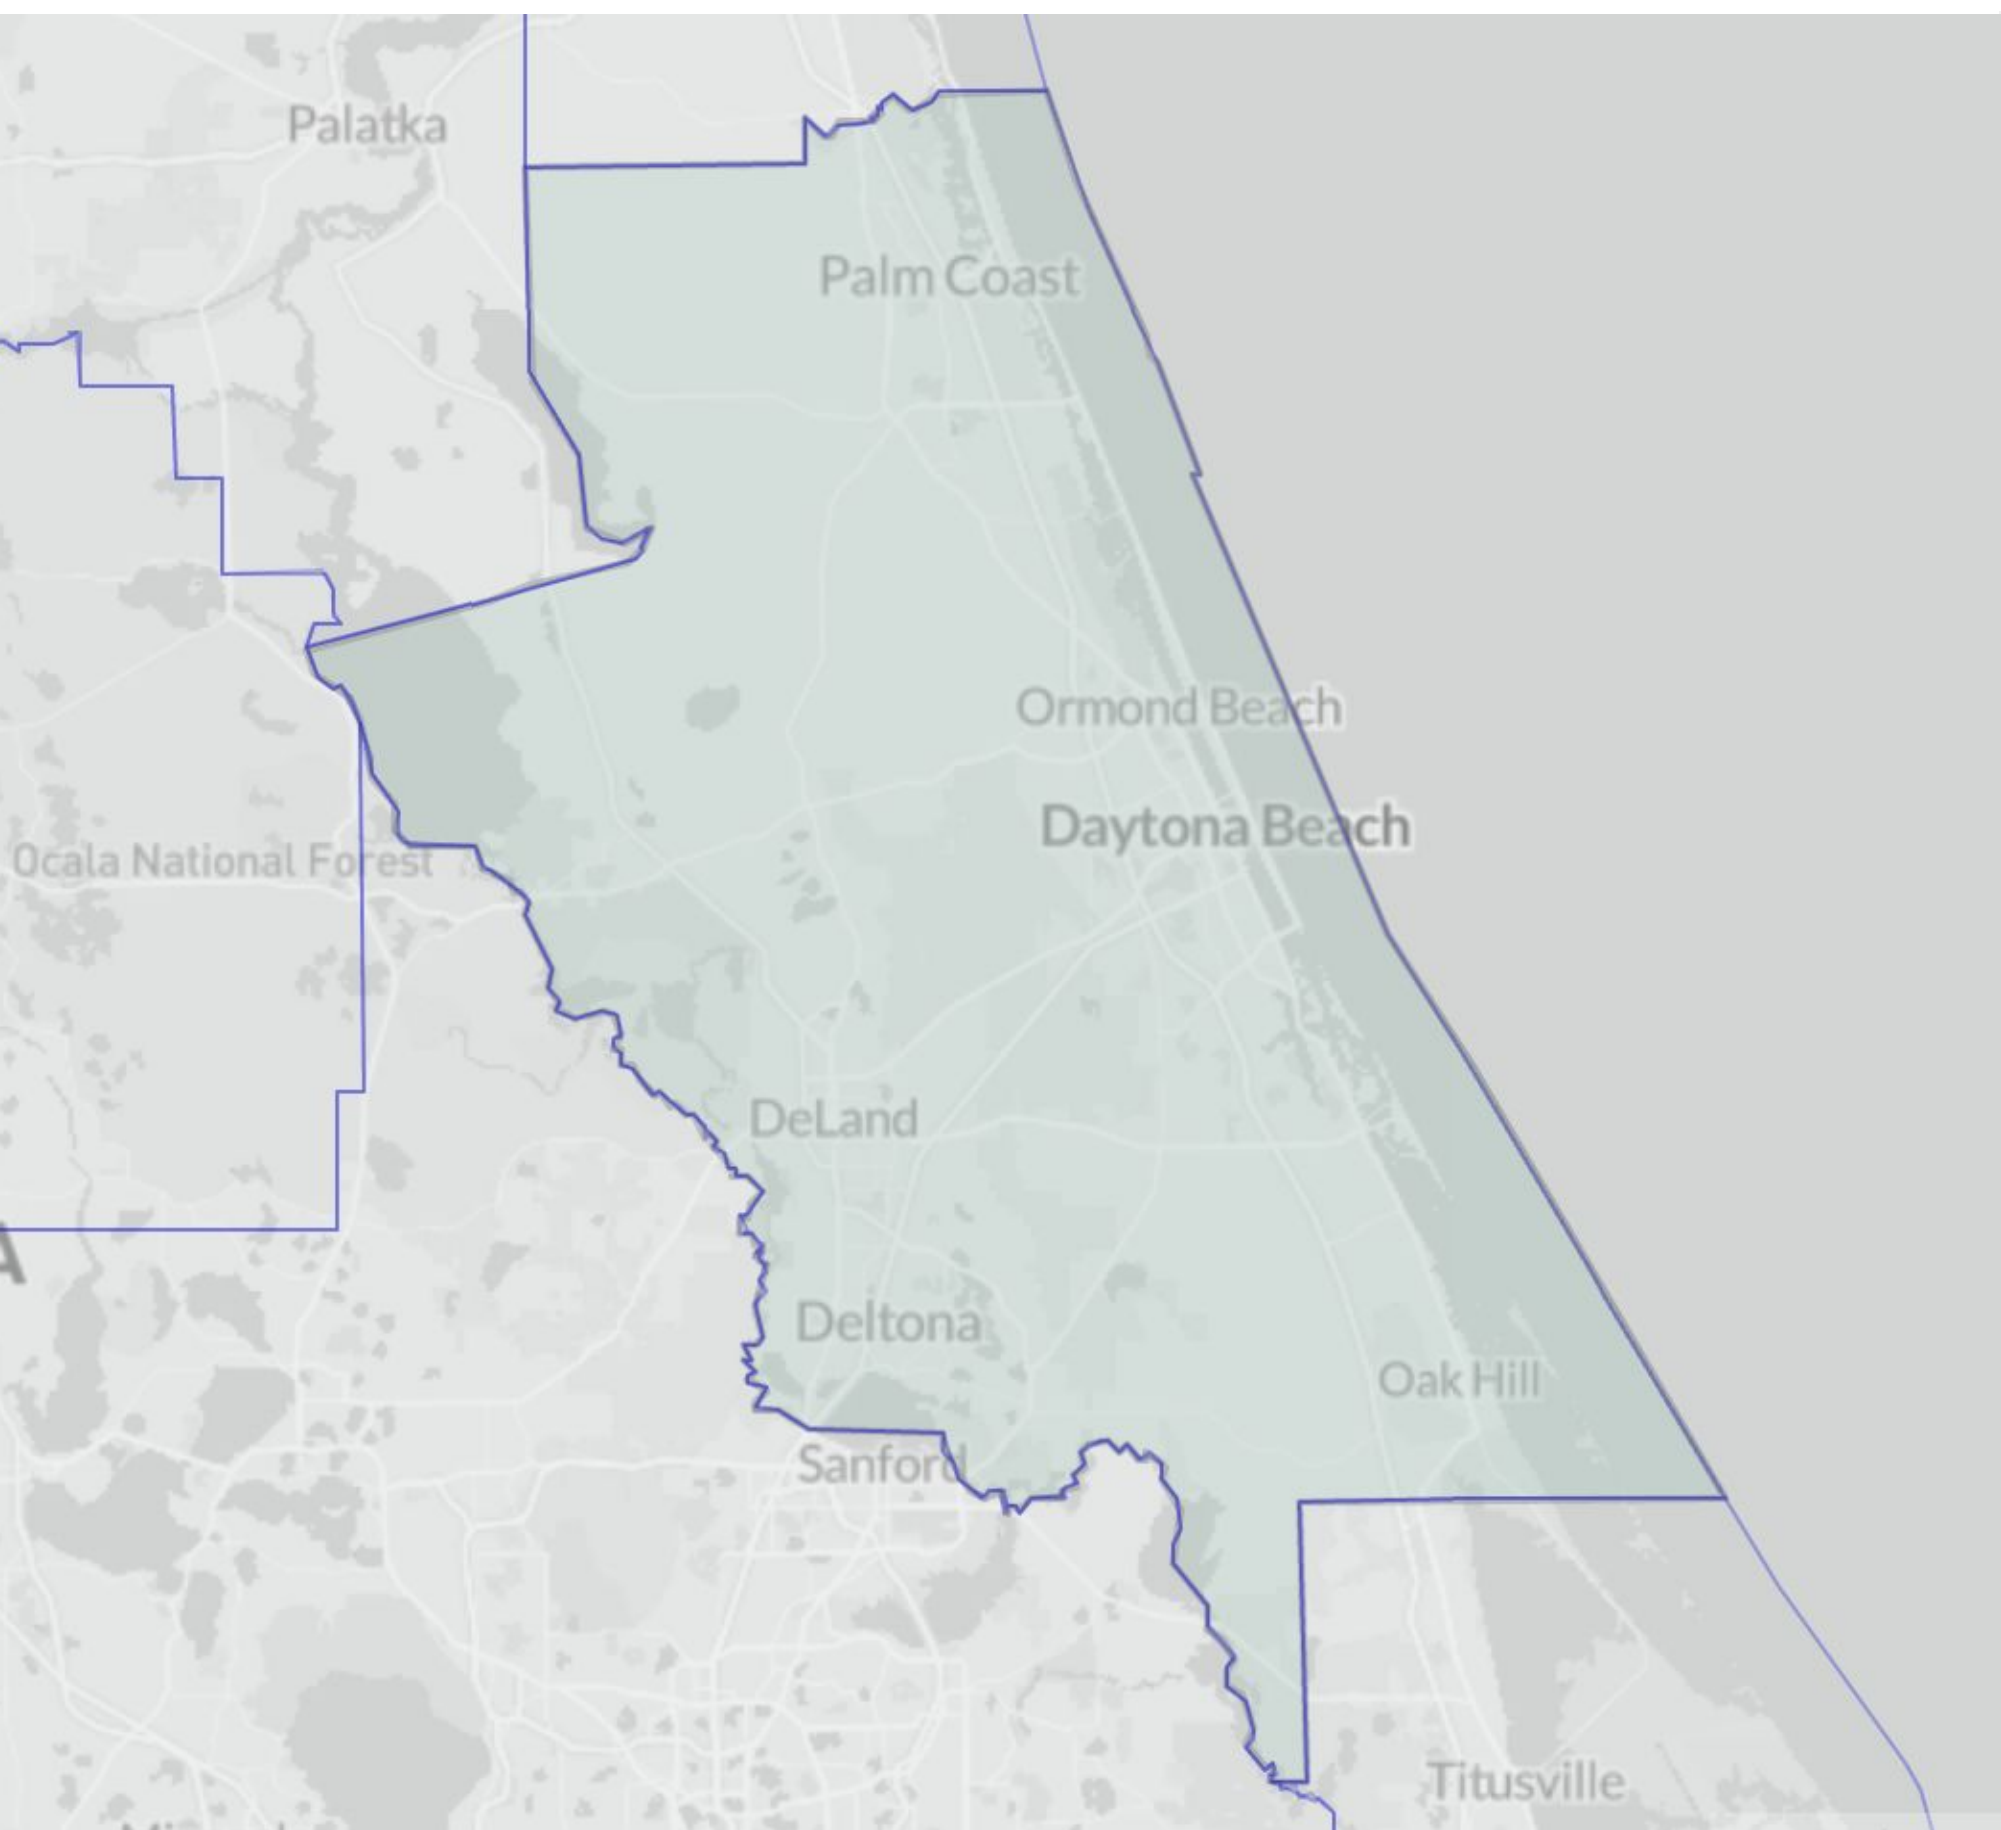 Palatka
Palm Coast
Ormond Beach
Daytona Beach
Ocala National Forest
DeLand
A
Deltona
Oak Hill
Sanford
Titusville